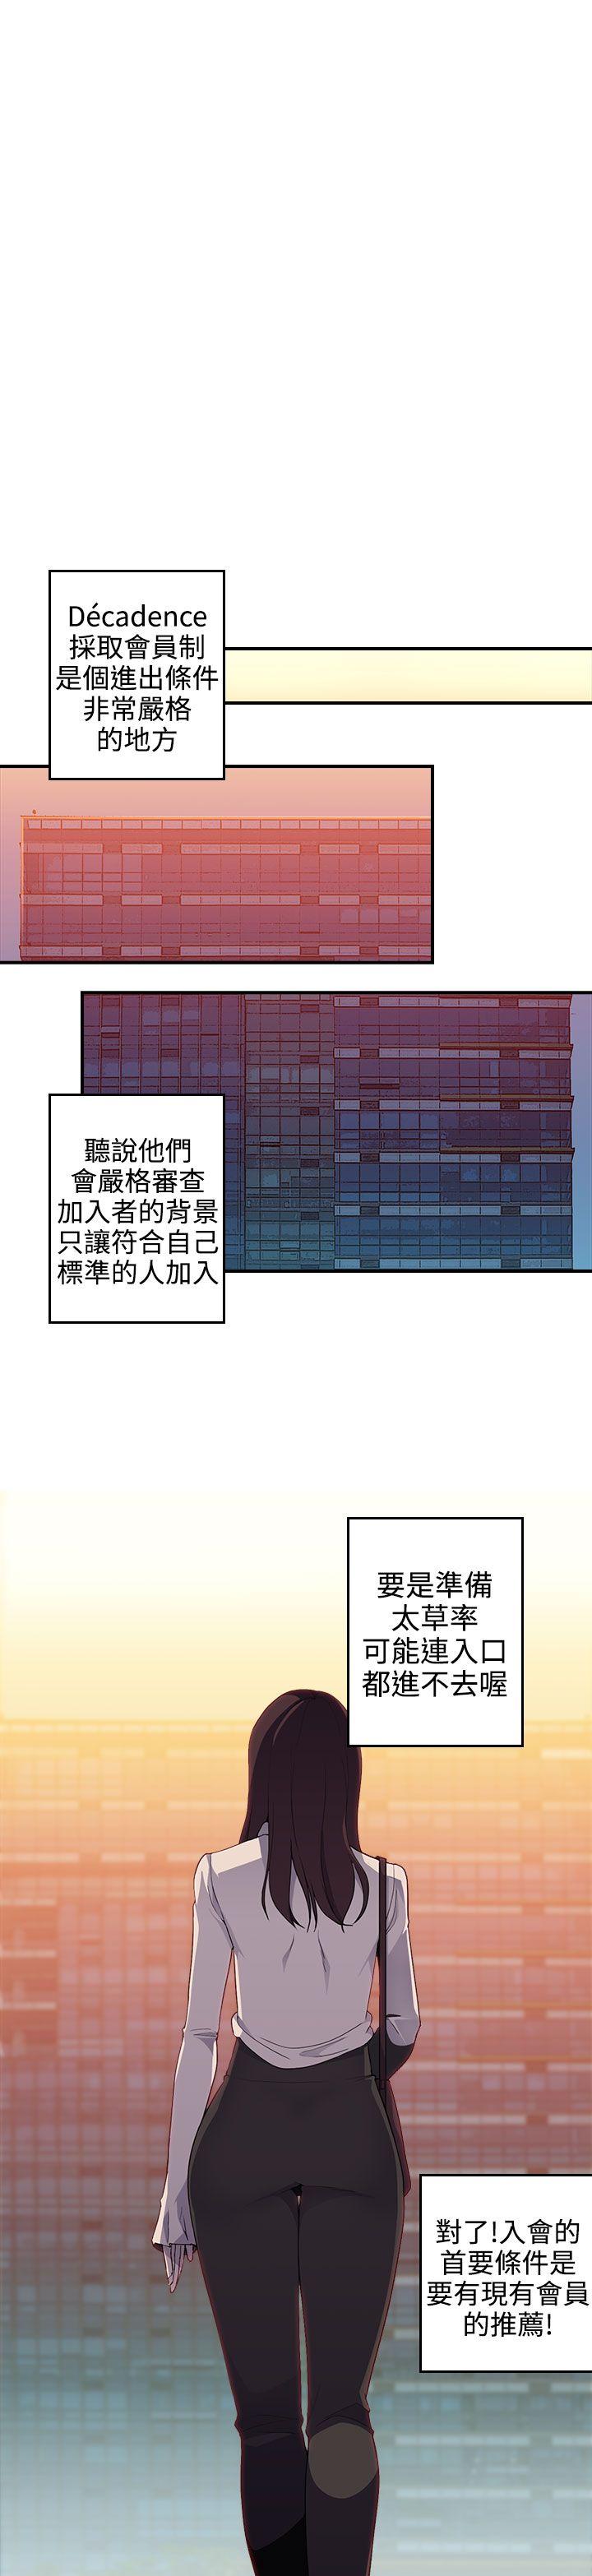 Décadence
採取會員制
是個進出條件
非常嚴格
的地方
聽說他們
會嚴格審查
加入者的背景
只讓符合自己
標準的人加入
要是準備
太草率
可能連入口
都進不去喔
對了!入會的
首要條件是
要有現有會員
的推薦!